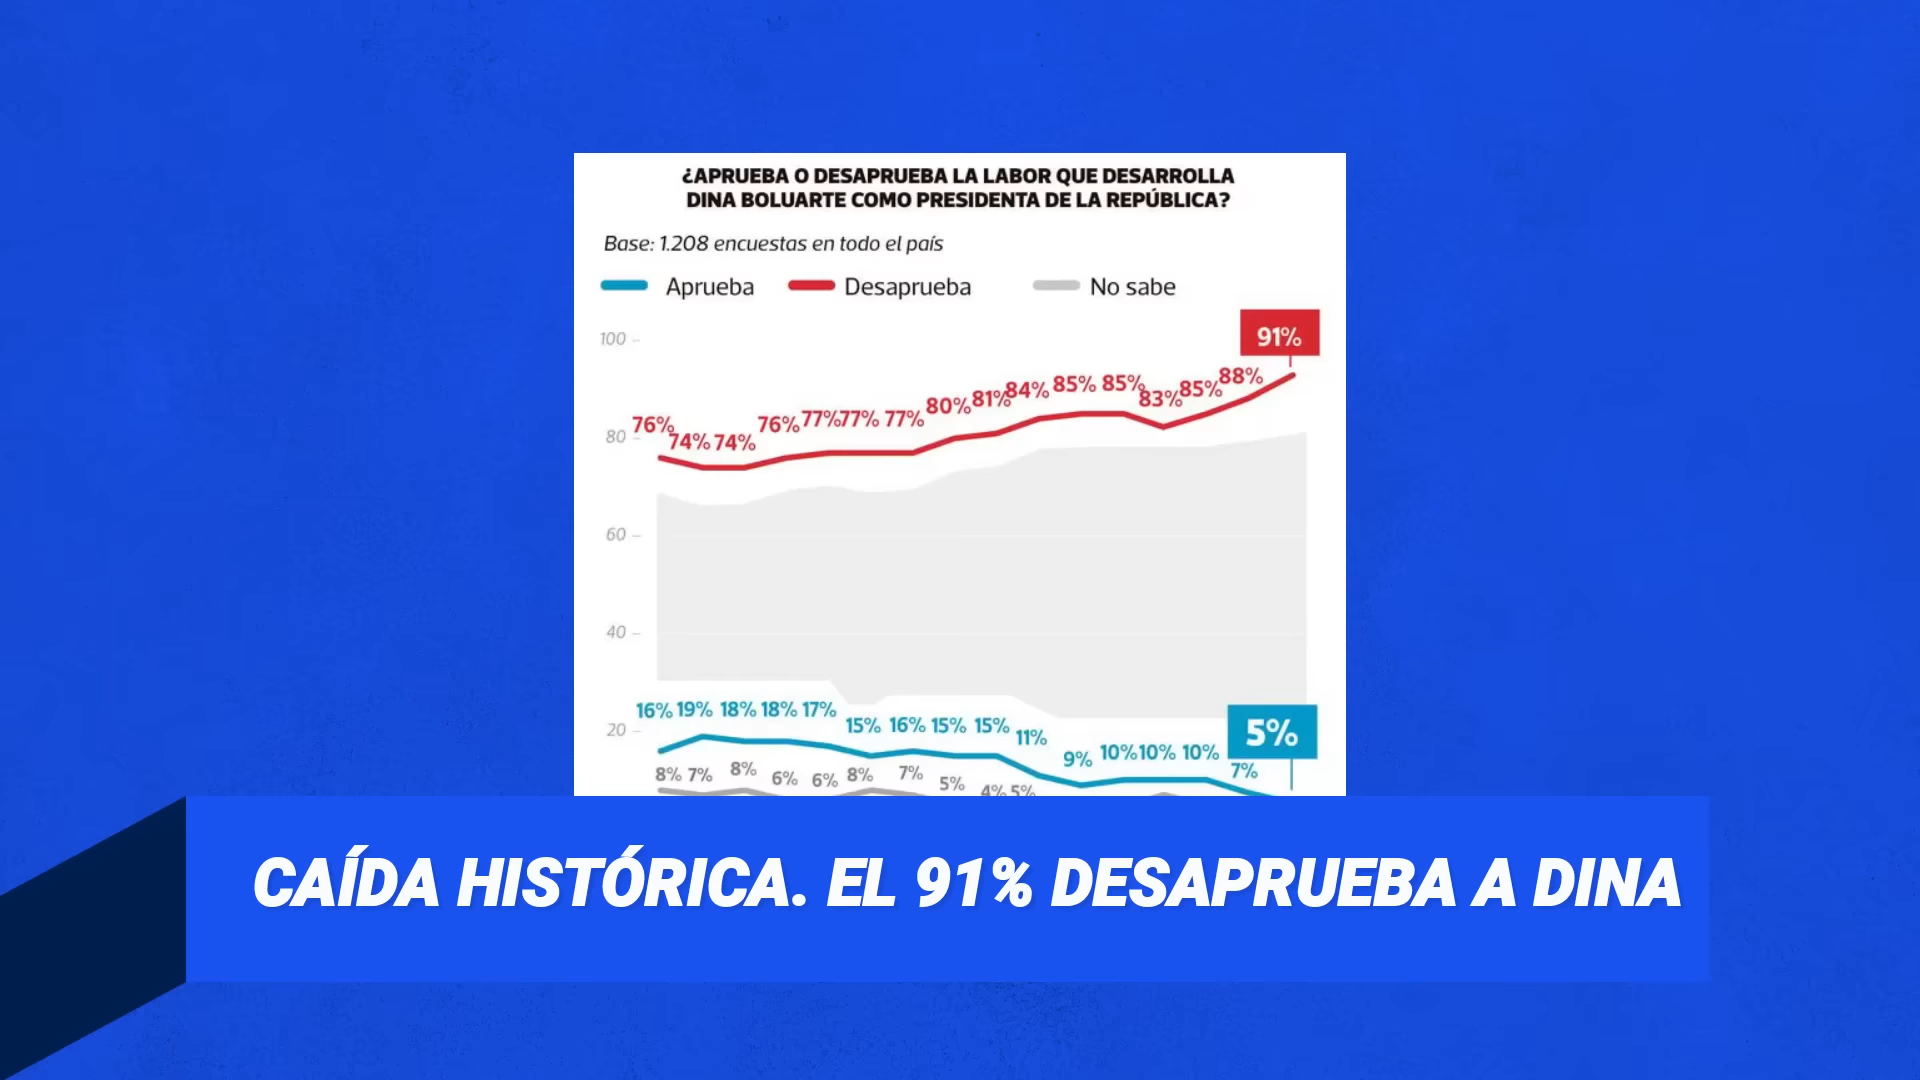 ¿APRUEBA O DESAPRUEBA LA LABOR QUE DESARROLLA
DINA BOLUARTE COMO PRESIDENTA DE LA REPÚBLICA?
Base: 1.208 encuestas en todo el país
Aprueba Desaprueba No sabe
100
91%
76% 74% 74% 76% 77% 77% 77% 80% 81% 84% 85% 85% 83% 85% 88%
80
60
40
16% 19% 18% 18% 17% 15% 16% 15% 15% 11% 9% 10% 10% 10% 7% 5%
20
8% 7% 8% 6% 6% 8% 7% 5% 4% 5%
CAÍDA HISTÓRICA. EL 91% DESAPRUEBA A DINA